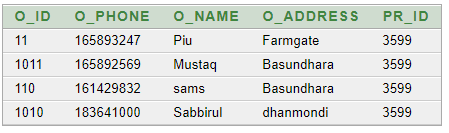 O_ID O_PHONE O_NAME O_ADDRESS PR_ID
11 165893247 Piu Farmgate 3599
1011 165892569 Mustaq Basundhara 3599
110 161429832 sams Basundhara 3599
1010 183641000 Sabbirul dhanmondi 3599